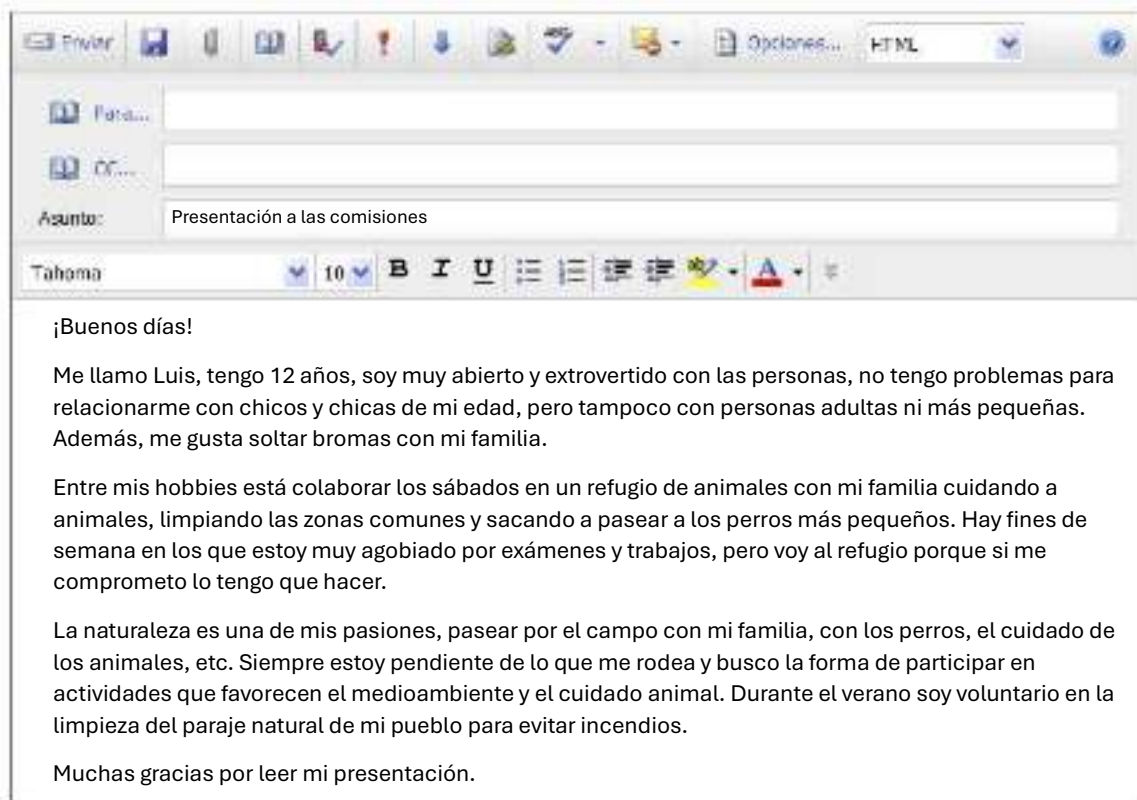 Enviar Opciones... HTML
Para...
CC...
Asunto: Presentación a las comisiones
Tahoma 10 B I U A
¡Buenos días!
Me llamo Luis, tengo 12 años, soy muy abierto y extrovertido con las personas, no tengo problemas para
relacionarme con chicos y chicas de mi edad, pero tampoco con personas adultas ni más pequeñas.
Además, me gusta soltar bromas con mi familia.
Entre mis hobbies está colaborar los sábados en un refugio de animales con mi familia cuidando a
animales, limpiando las zonas comunes y sacando a pasear a los perros más pequeños. Hay fines de
semana en los que estoy muy agobiado por exámenes y trabajos, pero voy al refugio porque si me
comprometo lo tengo que hacer.
La naturaleza es una de mis pasiones, pasear por el campo con mi familia, con los perros, el cuidado de
los animales, etc. Siempre estoy pendiente de lo que me rodea y busco la forma de participar en
actividades que favorecen el medioambiente y el cuidado animal. Durante el verano soy voluntario en la
limpieza del paraje natural de mi pueblo para evitar incendios.
Muchas gracias por leer mi presentación.